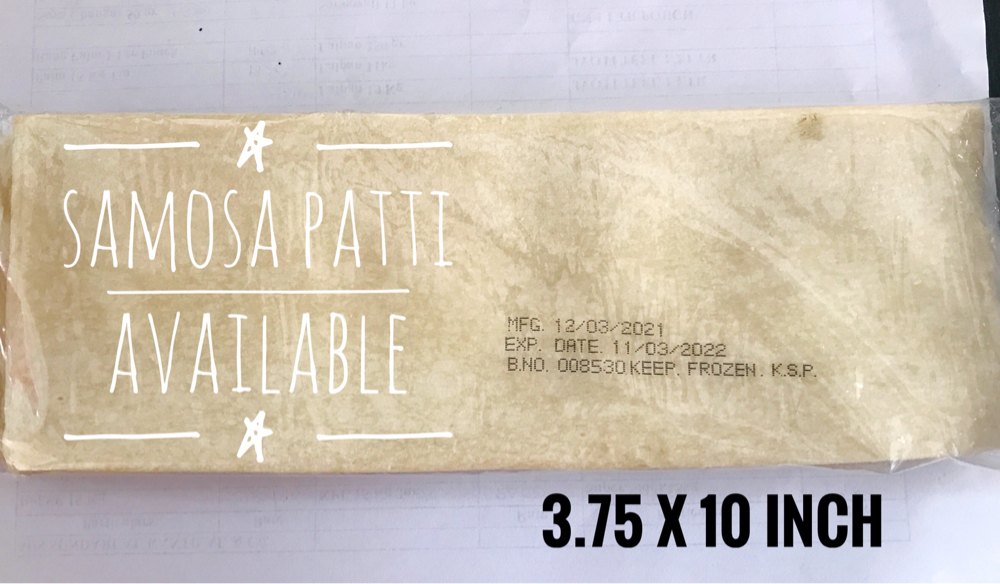 SAMOSA PATTI
AVAILABLE
MFG. 12/03/2021
EXP. DATE. 11/03/2022
B.NO. 008530 KEEP. FROZEN. K.S.P.
3.75 X 10 INCH